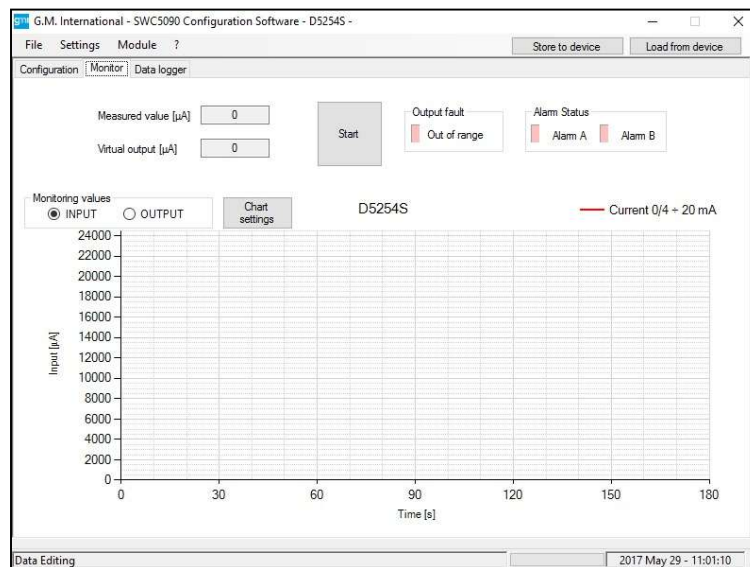 gmi G.M. International - SWC5090 Configuration Software - D5254S -
File Settings Module ? Store to device Load from device
Configuration Monitor Data logger
Measured value [µA] 0
Virtual output [µA] 0
Start
Output fault
Out of range
Alarm Status
Alarm A Alarm B
Monitoring values
INPUT OUTPUT
Chart
settings
D5254S
Current 0/4 ÷ 20 mA
Input [µA]
24000
22000
20000
18000
16000
14000
12000
10000
8000
6000
4000
2000
0
0 30 60 90 120 150 180
Time [s]
Data Editing 2017 May 29 - 11:01:10